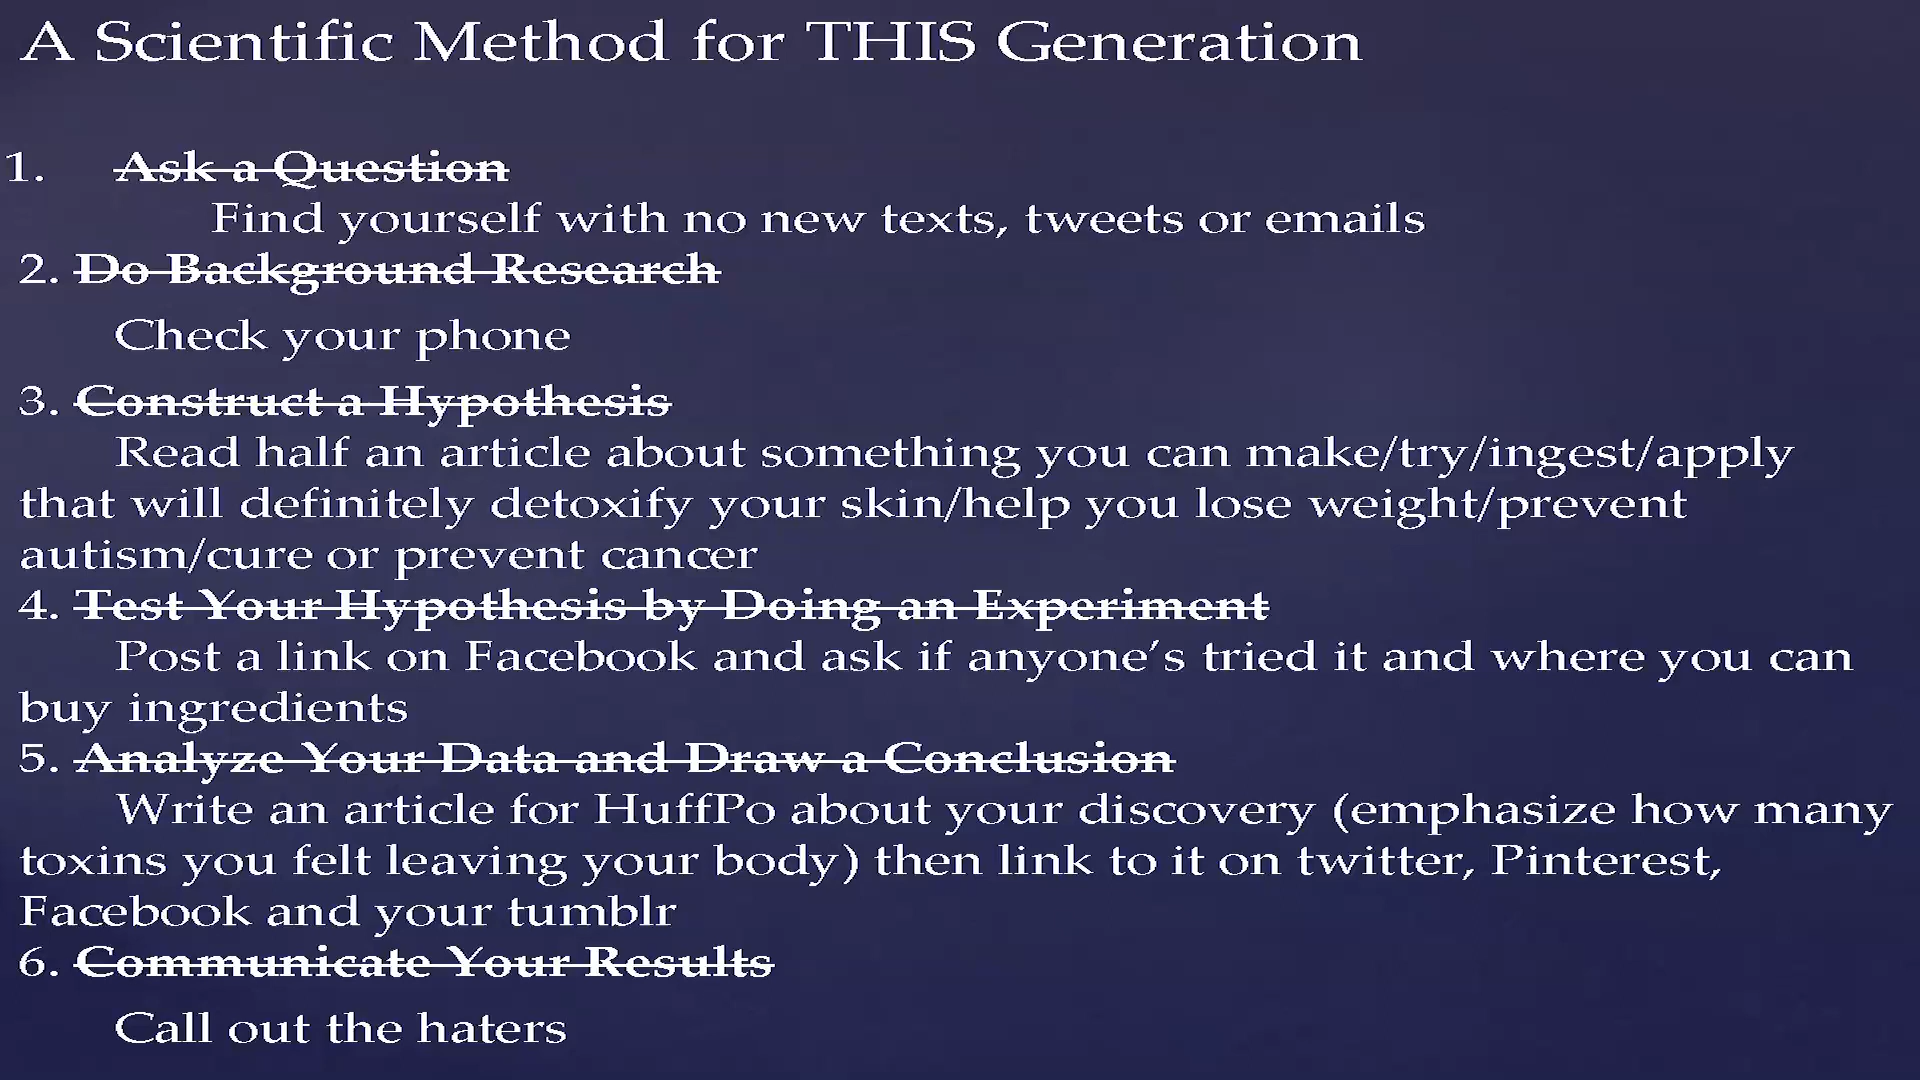 A Scientific Method for THIS Generation
1. Ask a Question
Find yourself with no new texts, tweets or emails
2. Do Background Research
Check your phone
3. Construct a Hypothesis
Read half an article about something you can make/try/ingest/apply
that will definitely detoxify your skin/help you lose weight/prevent
autism/cure or prevent cancer
4. Test Your Hypothesis by Doing an Experiment
Post a link on Facebook and ask if anyone’s tried it and where you can
buy ingredients
5. Analyze Your Data and Draw a Conclusion
Write an article for HuffPo about your discovery (emphasize how many
toxins you felt leaving your body) then link to it on twitter, Pinterest,
Facebook and your tumblr
6. Communicate Your Results
Call out the haters